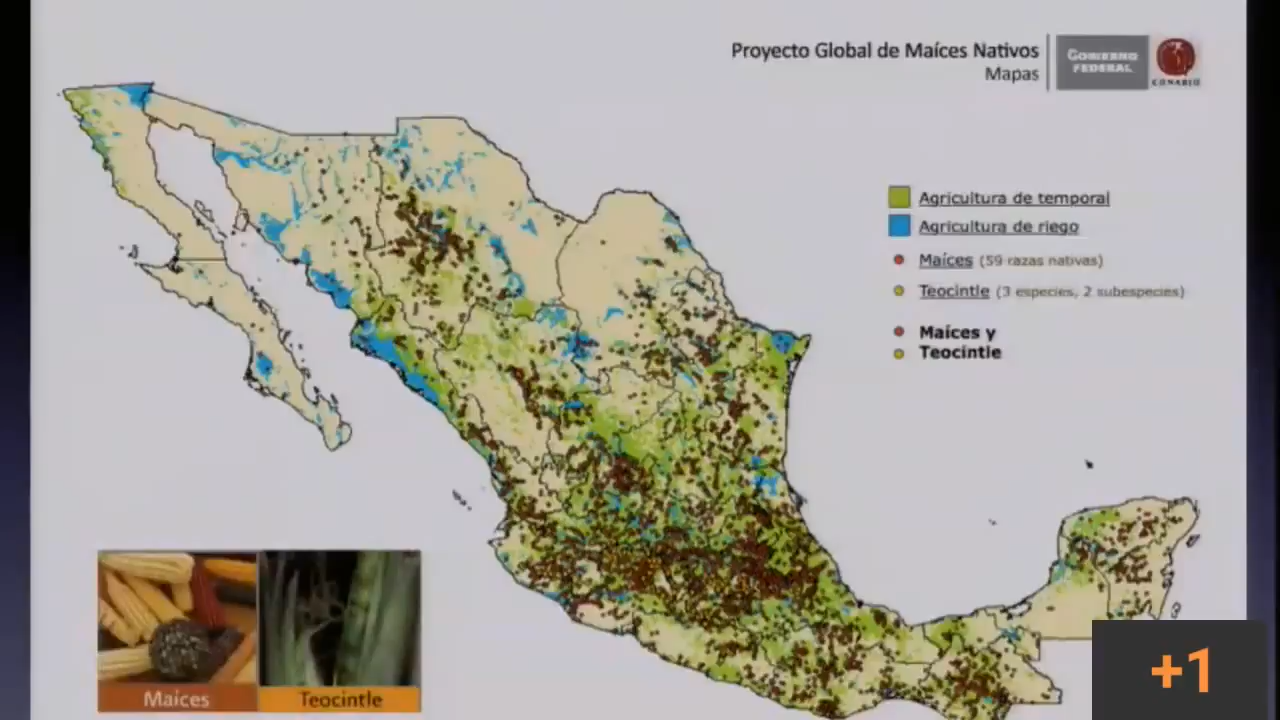 Proyecto Global de Maíces Nativos
Mapas
GOBIERNO
FEDERAL
CONABIO
Agricultura de temporal
Agricultura de riego
Maíces (59 razas nativas)
Teocintle (3 especies, 2 subespecies)
Maíces y
Teocintle
Maíces
Teocintle
+1